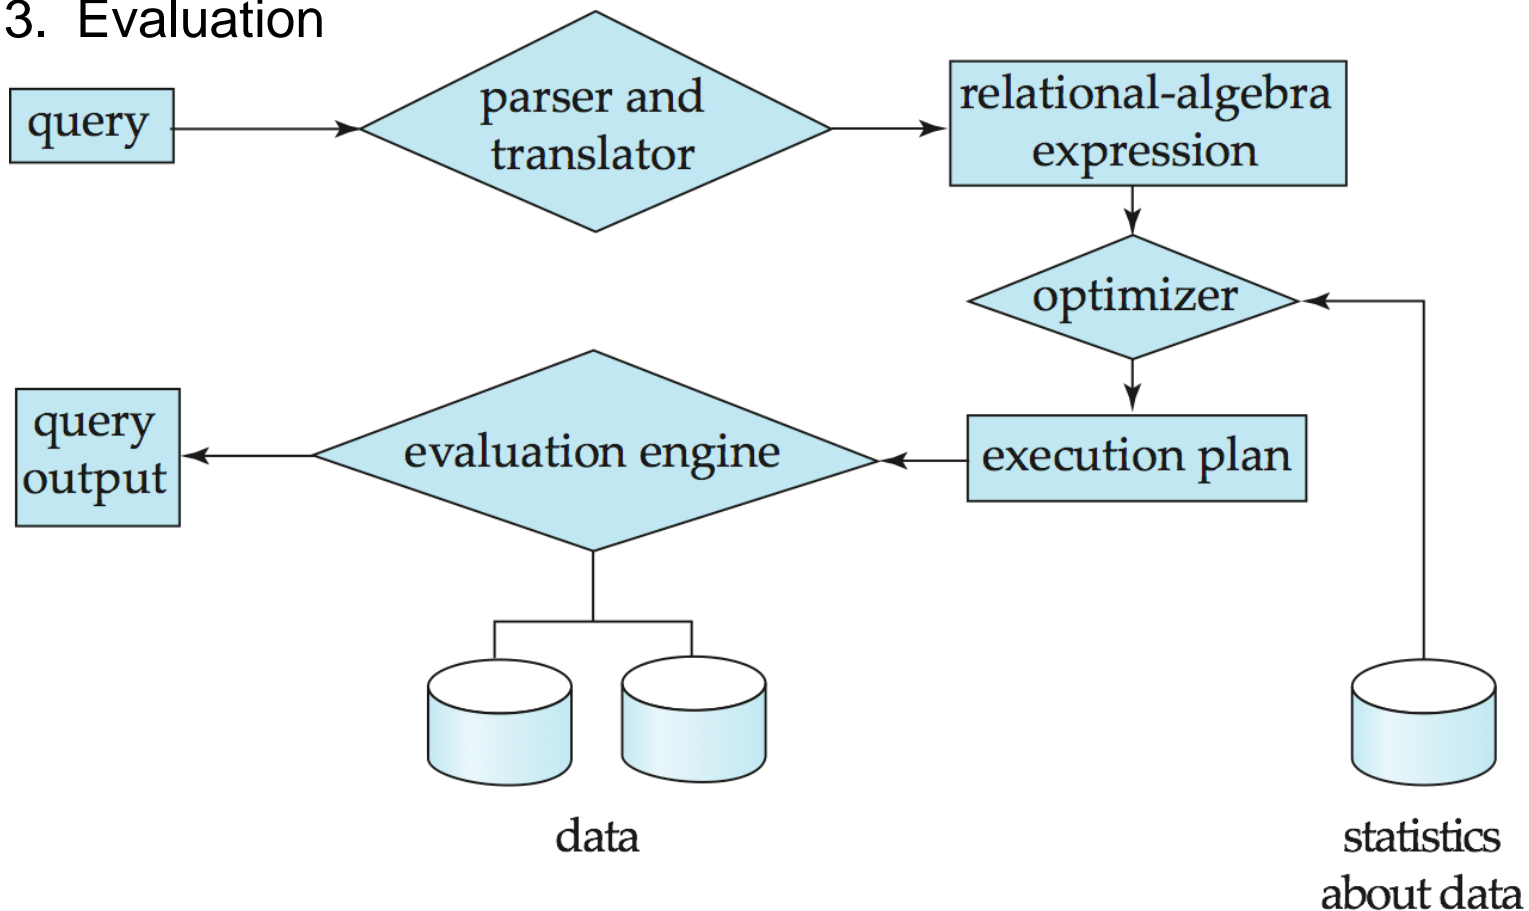 3. Evaluation
query
parser and
translator
relational-algebra
expression
optimizer
query
output
evaluation engine
execution plan
data
statistics
about data